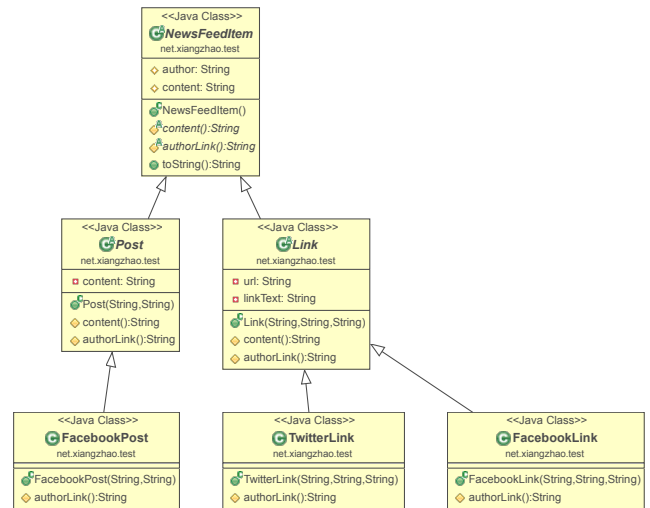 <<Java Class>>
NewsFeedItem
net.xiangzhao.test
author: String
content: String
NewsFeedItem()
content():String
authorLink():String
toString():String
<<Java Class>>
Post
net.xiangzhao.test
content: String
Post(String,String)
content():String
authorLink():String
<<Java Class>>
Link
net.xiangzhao.test
url: String
linkText: String
Link(String,String,String)
content():String
authorLink():String
<<Java Class>>
FacebookPost
net.xiangzhao.test
FacebookPost(String,String)
authorLink():String
<<Java Class>>
TwitterLink
net.xiangzhao.test
TwitterLink(String,String,String)
authorLink():String
<<Java Class>>
FacebookLink
net.xiangzhao.test
FacebookLink(String,String,String)
authorLink():String